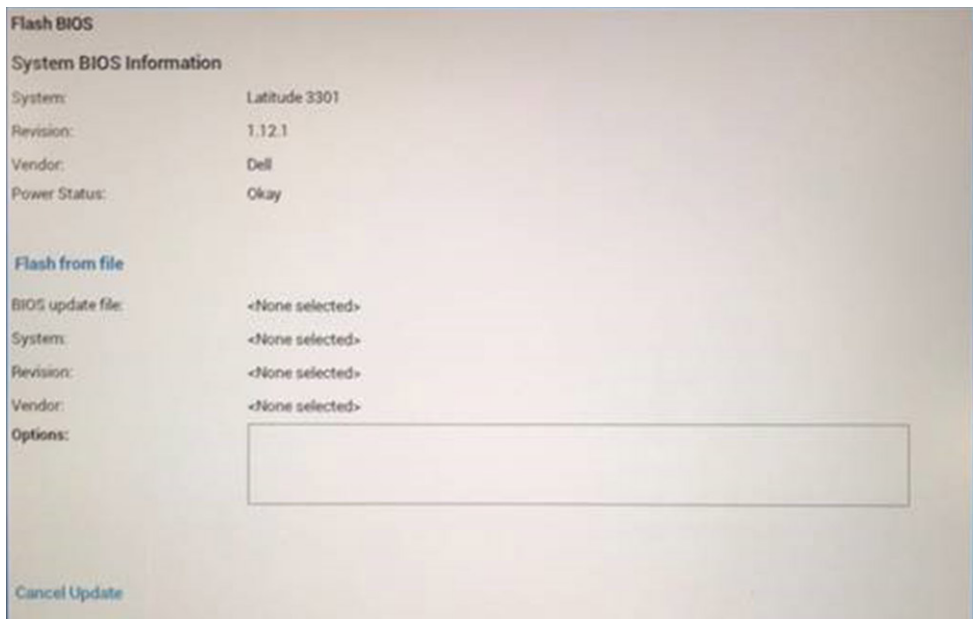 Flash BIOS
System BIOS Information
System: Latitude 3301
Revision: 1.12.1
Vendor: Dell
Power Status: Okay
Flash from file
BIOS update file: <None selected>
System: <None selected>
Revision: <None selected>
Vendor: <None selected>
Options:
Cancel Update